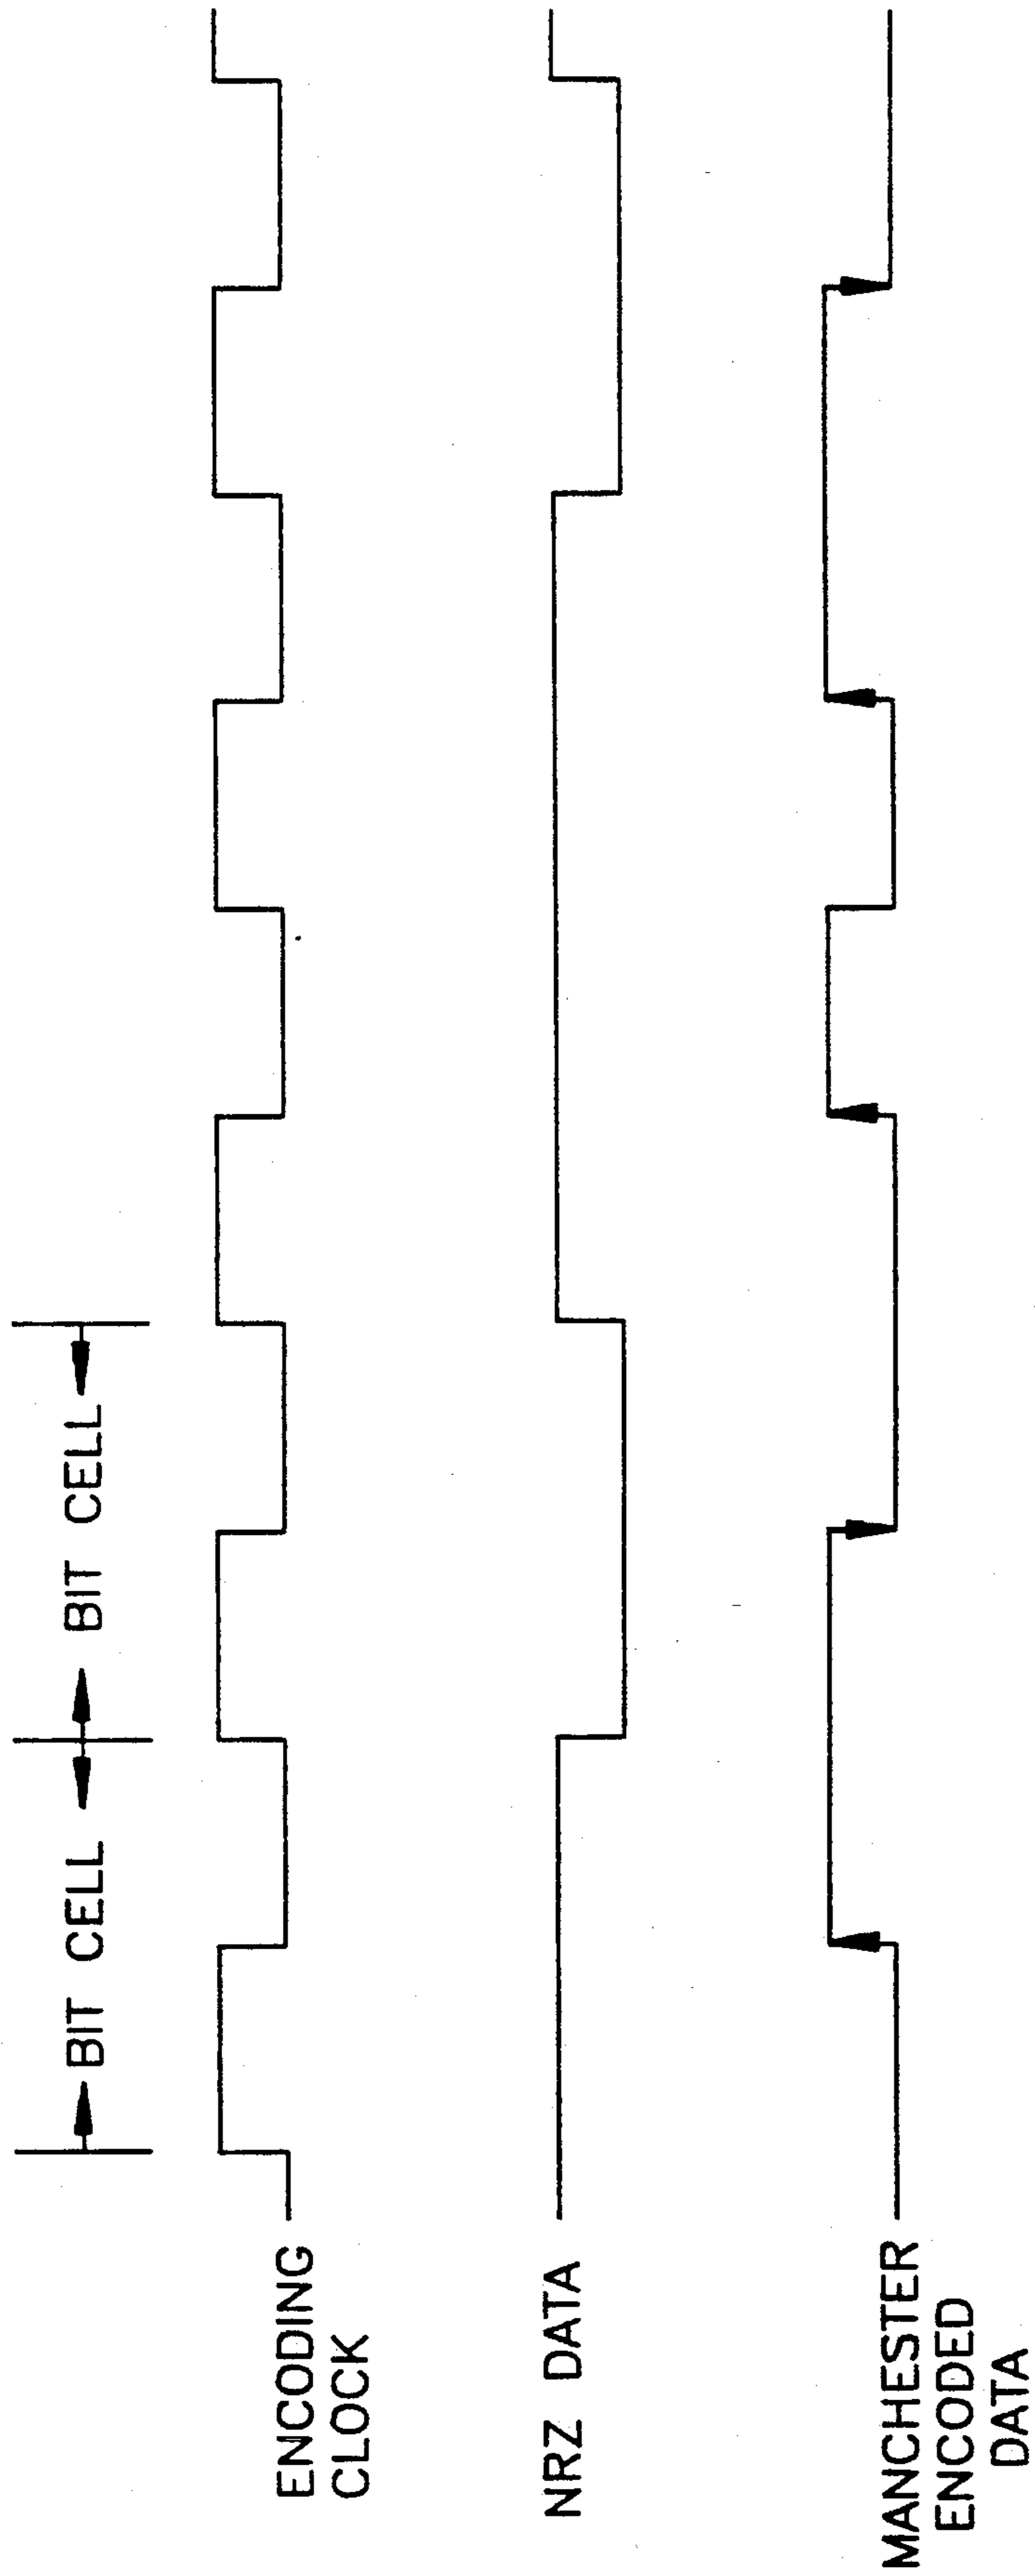 BIT CELL BIT CELL
ENCODING
CLOCK
NRZ DATA
MANCHESTER
ENCODED
DATA